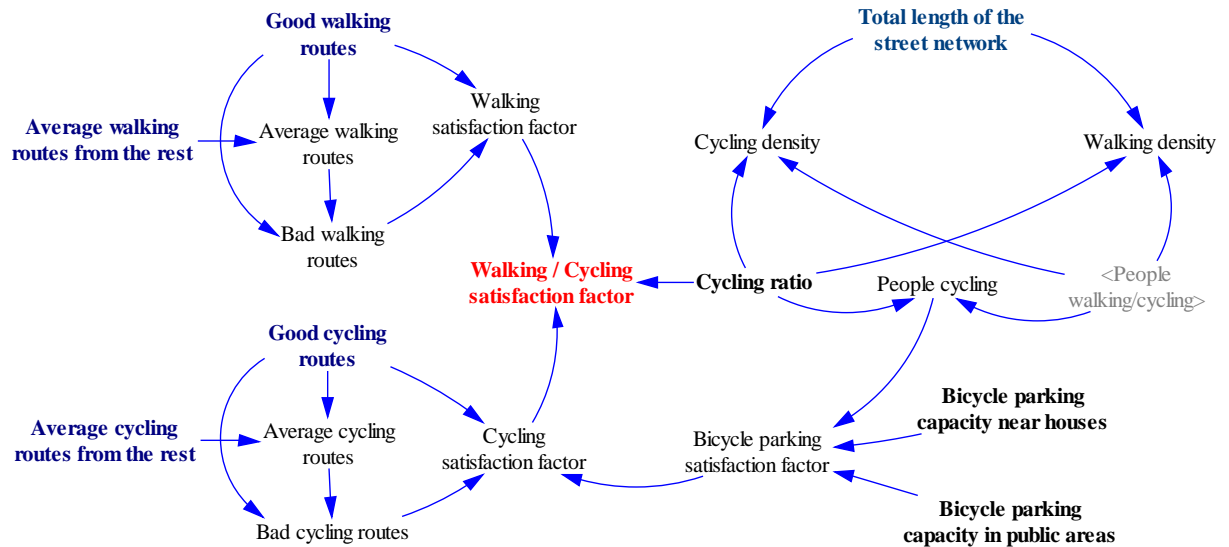 Good walking
routes
Total length of the
street network
Walking
satisfaction factor
Average walking
routes from the rest
Average walking
routes
Cycling density
Walking density
Bad walking
routes
Walking / Cycling
satisfaction factor
Cycling ratio
People cycling
<People
walking/cycling>
Good cycling
routes
Average cycling
routes from the rest
Average cycling
routes
Cycling
satisfaction factor
Bicycle parking
satisfaction factor
Bicycle parking
capacity near houses
Bad cycling routes
Bicycle parking
capacity in public areas